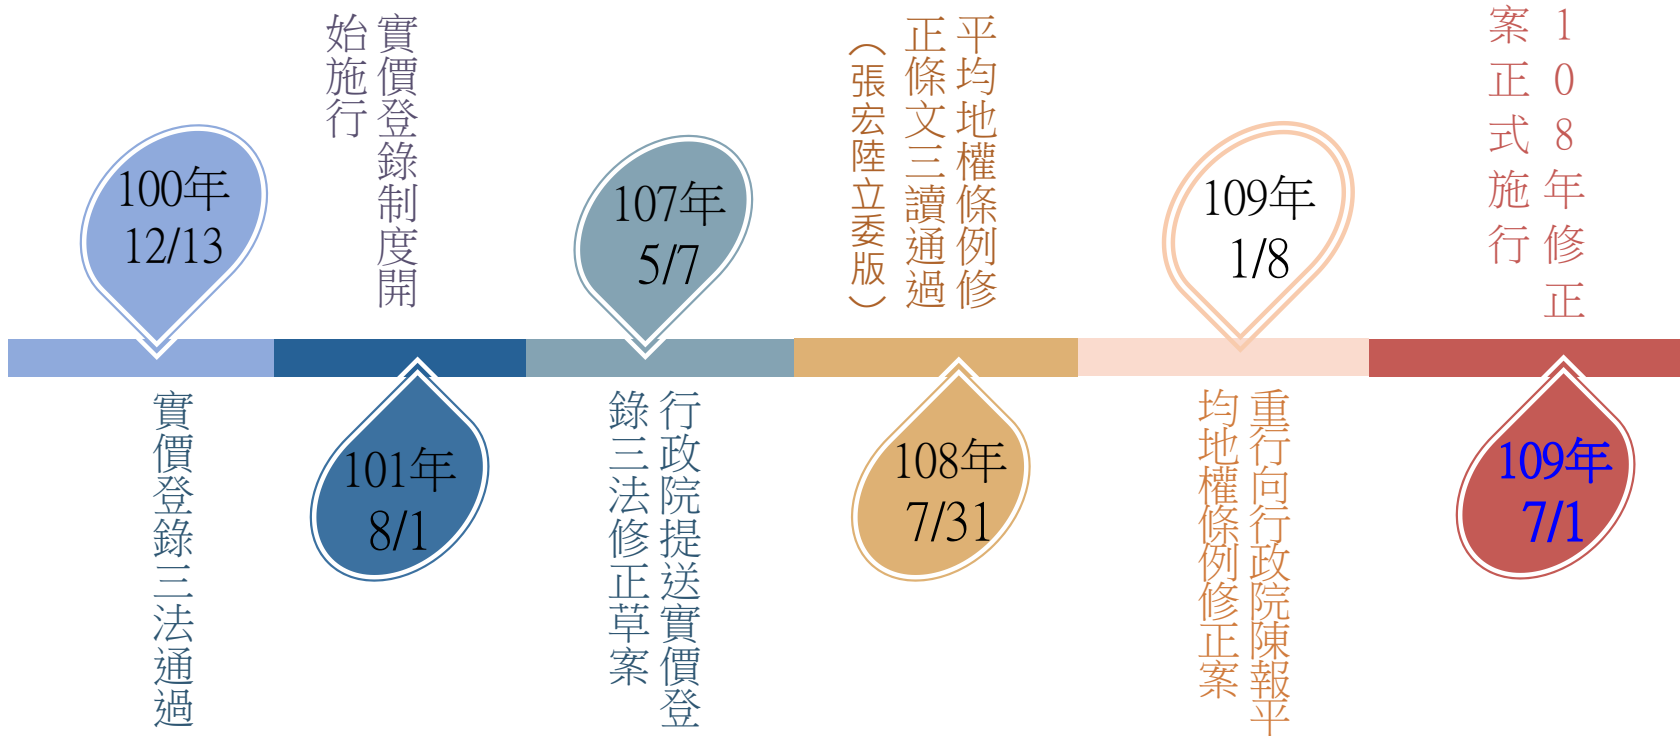 100年
12/13
實價登錄三法通過
實價登錄制度開
始施行
101年
8/1
107年
5/7
行政院提送實價登
錄三法修正草案
平均地權條例修
正條文三讀通過
（張宏陸立委版）
108年
7/31
109年
1/8
重行向行政院陳報平
均地權條例修正案
108年修正
案正式施行
109年
7/1